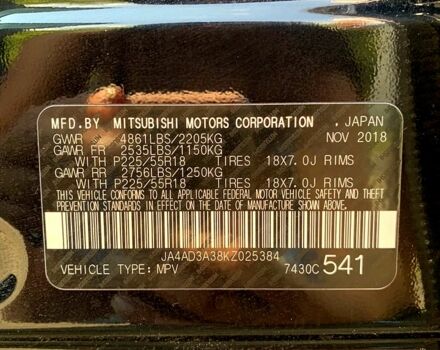 MFD.BY MITSUBISHI MOTORS CORPORATION . JAPAN
GVWR 4861LBS/2205KG NOV 2018
GAWR FR 2535LBS/1150KG
WITH P225/55R18 TIRES 18X7.0J RIMS
GAWR RR 2756LBS/1250KG
WITH P225/55R18 TIRES 18X7.0J RIMS
THIS VEHICLE CONFORMS TO ALL APPLICABLE FEDERAL MOTOR VEHICLE SAFETY AND
THEFT PREVENTION STANDARDS IN EFFECT ON THE DATE OF MANUFACTURE SHOWN ABOVE.
JA4AD3A38KZ025384
VEHICLE TYPE: MPV 7430C 541